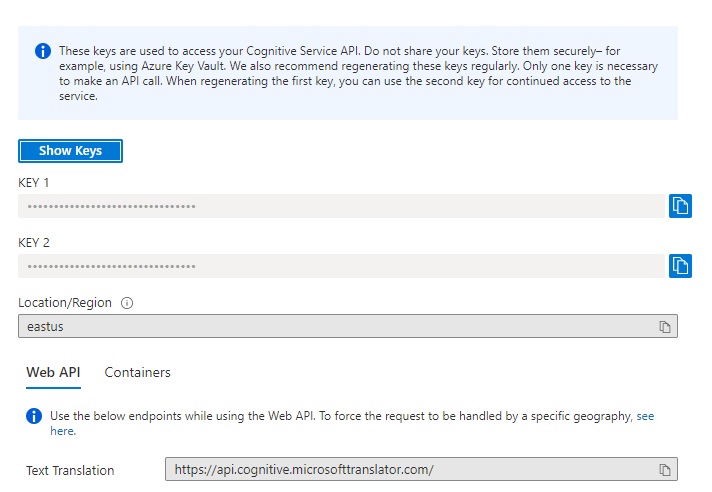 These keys are used to access your Cognitive Service API. Do not share your keys. Store them securely– for
example, using Azure Key Vault. We also recommend regenerating these keys regularly. Only one key is necessary
to make an API call. When regenerating the first key, you can use the second key for continued access to the
service.
Show Keys
KEY 1
••••••••••••••••••••••••••••••••
KEY 2
••••••••••••••••••••••••••••••••
Location/Region
eastus
Web API Containers
Use the below endpoints while using the Web API. To force the request to be handled by a specific geography, see
here.
Text Translation https://api.cognitive.microsofttranslator.com/